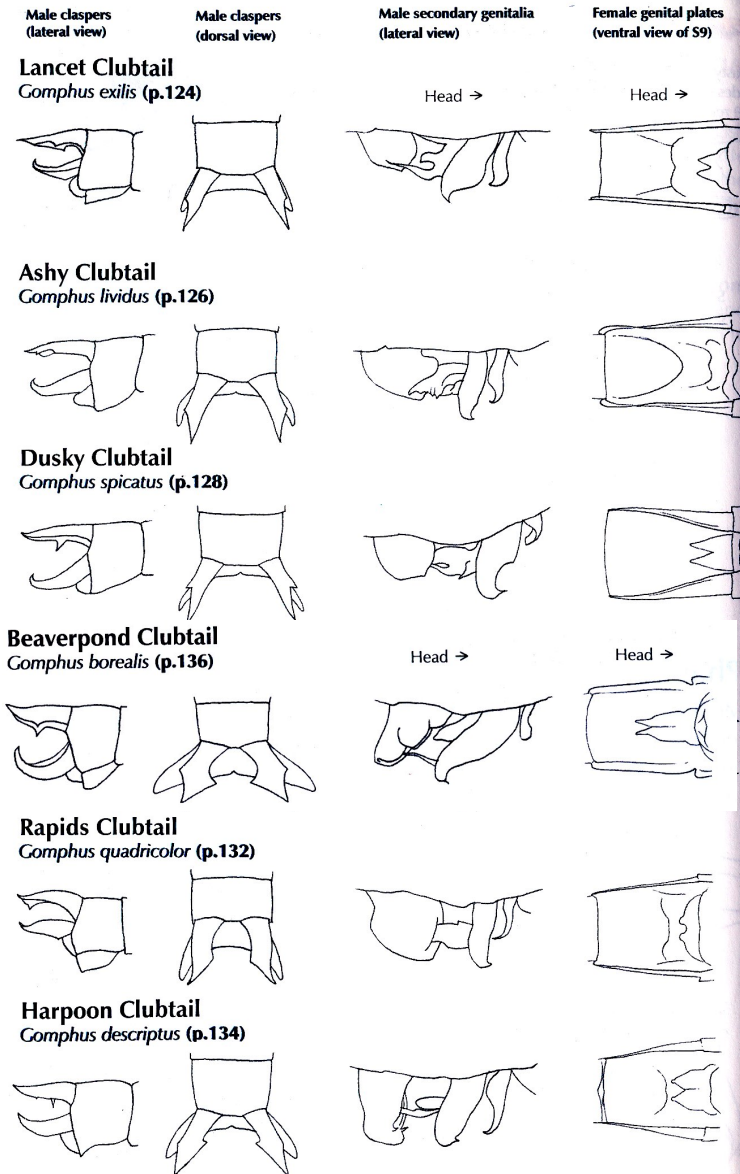 Male claspers
(lateral view)
Male claspers
(dorsal view)
Male secondary genitalia
(lateral view)
Female genital plates
(ventral view of S9)
Lancet Clubtail
Gomphus exilis (p.124)
Head →
Head →
Ashy Clubtail
Gomphus lividus (p.126)
Dusky Clubtail
Gomphus spicatus (p.128)
Beaverpond Clubtail
Gomphus borealis (p.136)
Head →
Head →
Rapids Clubtail
Gomphus quadricolor (p.132)
Harpoon Clubtail
Gomphus descriptus (p.134)